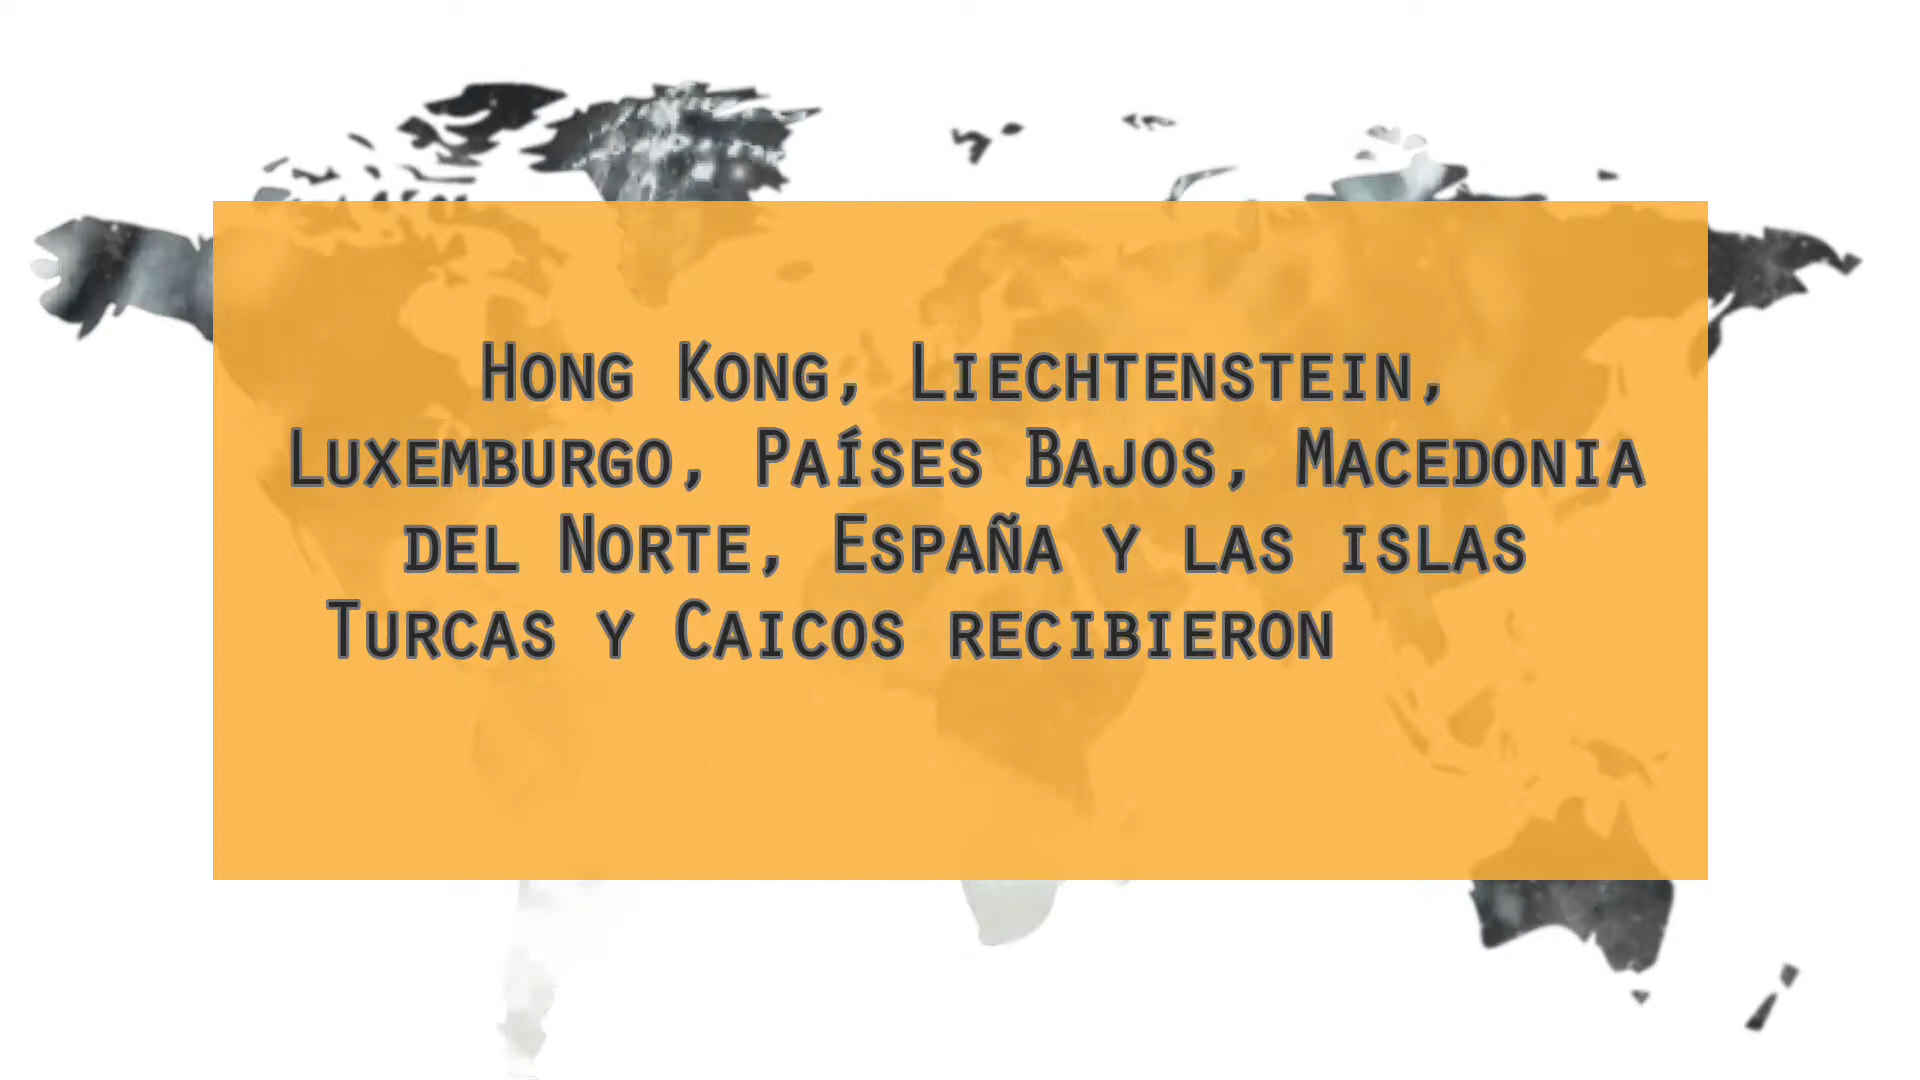 Hong Kong, Liechtenstein,
Luxemburgo, Países Bajos, Macedonia
del Norte, España y las islas
Turcas y Caicos recibieron